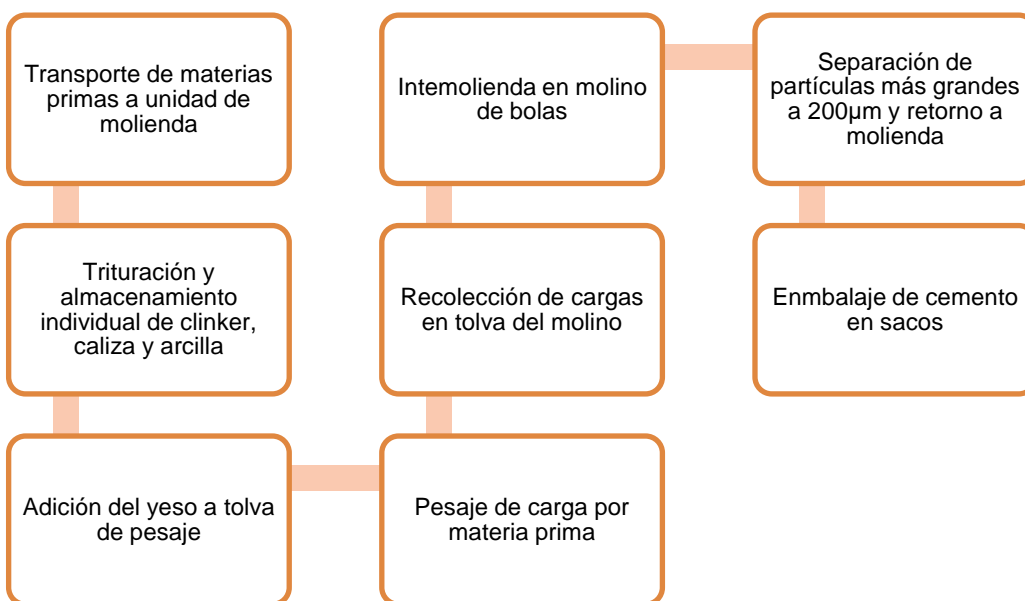 Transporte de materias
primas a unidad de
molienda
Trituración y
almacenamiento
individual de clinker,
caliza y arcilla
Adición del yeso a tolva
de pesaje
Pesaje de carga por
materia prima
Recolección de cargas
en tolva del molino
Intemolienda en molino
de bolas
Separación de
partículas más grandes
a 200µm y retorno a
molienda
Enmbalaje de cemento
en sacos